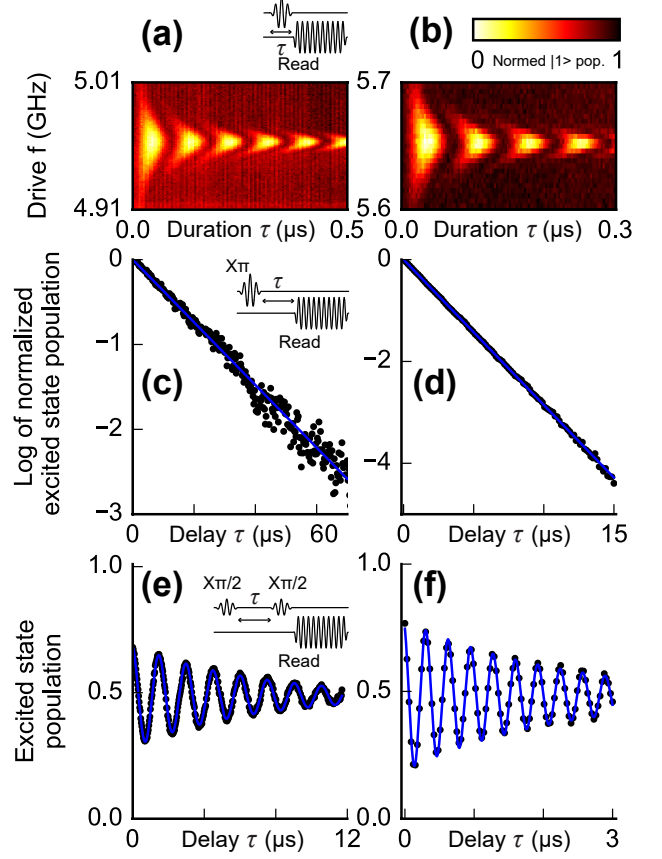 (a)
τ
Read
(b)
0 Normed |1> pop. 1
Drive f (GHz)
5.01
4.91
0.0 Duration τ (μs) 0.5
5.7
5.6
0.0 Duration τ (μs) 0.3
Log of normalized
excited state population
0
−1
−2
−3
Xπ
τ
Read
(c)
0 Delay τ (μs) 60
0
−2
−4
(d)
0 Delay τ (μs) 15
Excited state
population
1.0
0.5
0.0
(e)
Xπ/2 Xπ/2
τ
Read
0 Delay τ (μs) 12
1.0
0.5
0.0
(f)
0 Delay τ (μs) 3